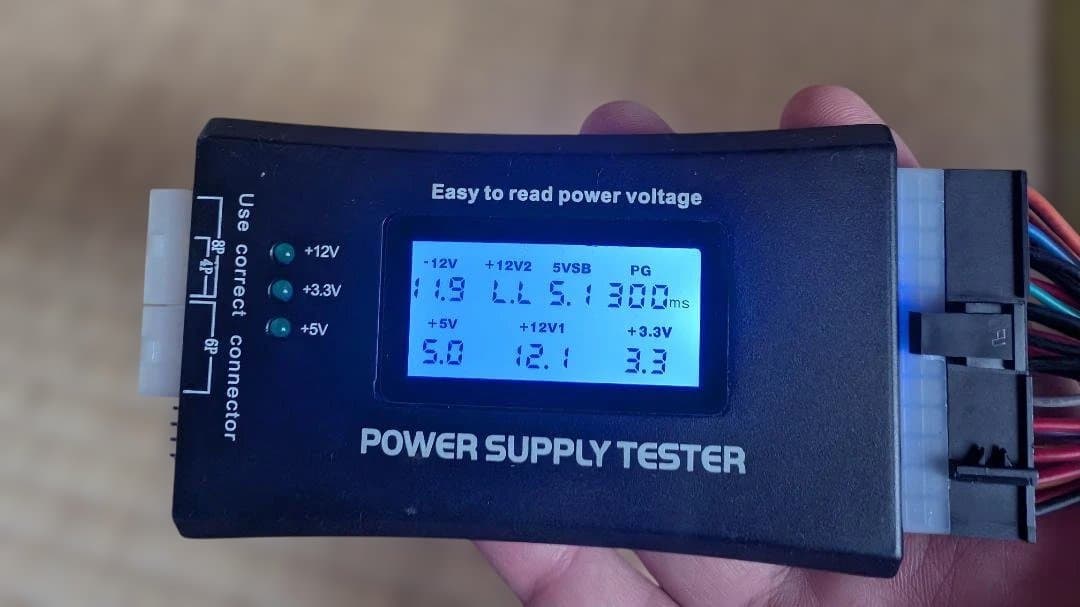 Easy to read power voltage
Use correct connector
8P
4P
6P
+12V
+3.3V
+5V
-12V +12V2 5VSB PG
11.9 LL 5.1 300ms
+5V +12V1 +3.3V
5.0 12.1 3.3
POWER SUPPLY TESTER